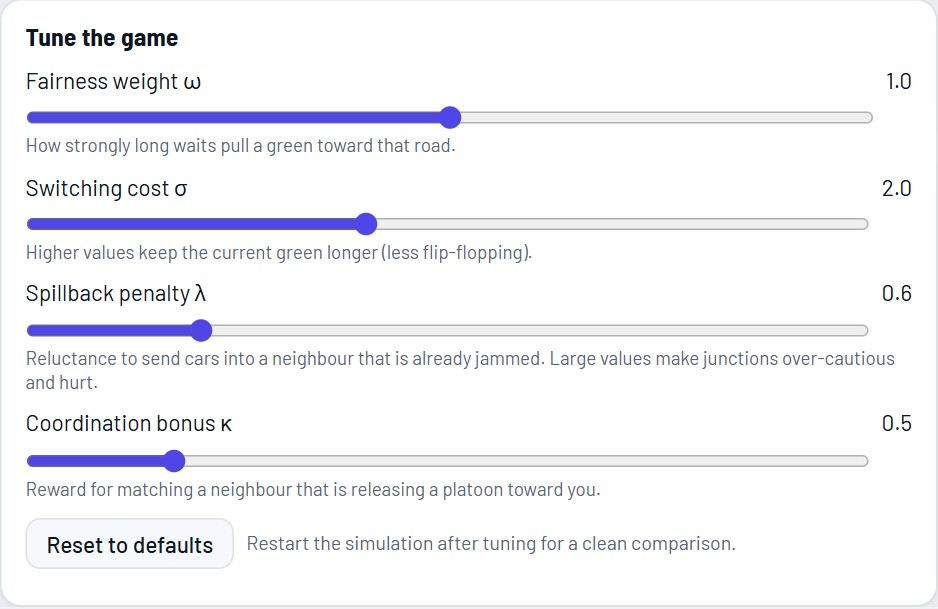 Tune the game
Fairness weight ω 1.0
How strongly long waits pull a green toward that road.
Switching cost σ 2.0
Higher values keep the current green longer (less flip-flopping).
Spillback penalty λ 0.6
Reluctance to send cars into a neighbour that is already jammed. Large values make junctions over-cautious
and hurt.
Coordination bonus κ 0.5
Reward for matching a neighbour that is releasing a platoon toward you.
Reset to defaults Restart the simulation after tuning for a clean comparison.